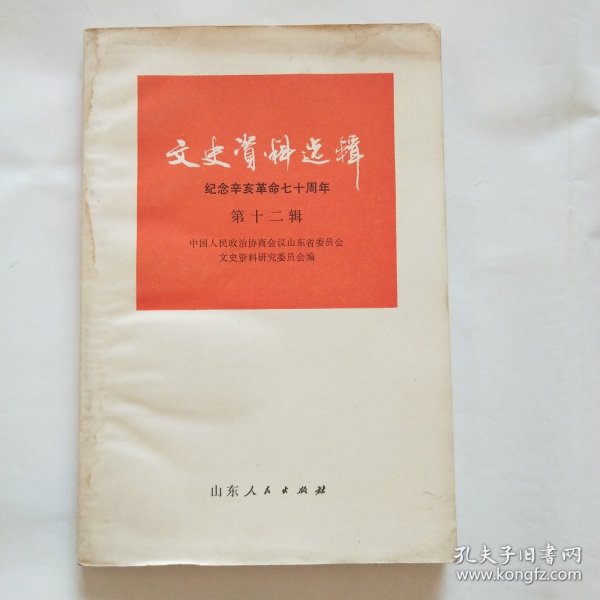 文史资料选辑
纪念辛亥革命七十周年
第十二辑
中国人民政治协商会议山东省委员会
文史资料研究委员会编
山东人民出版社
孔夫子旧书网
www.kongfz.com